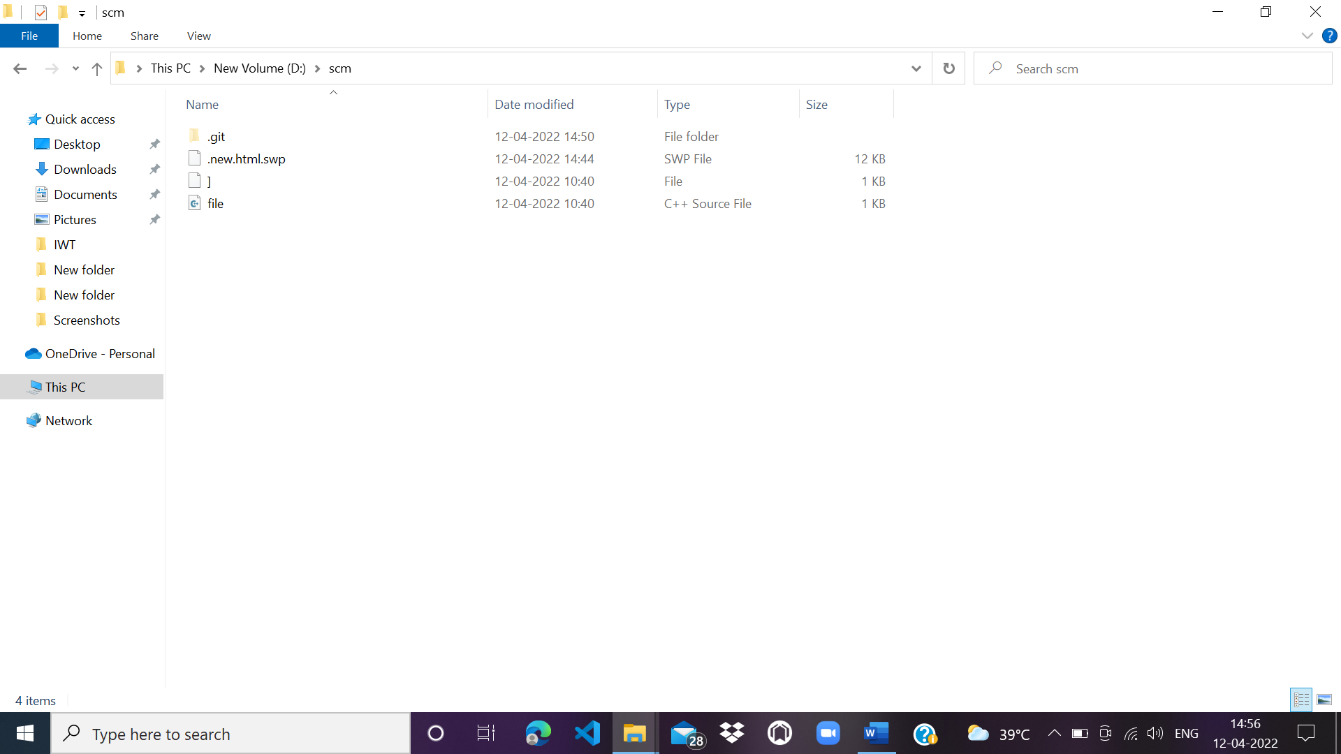 scm
File Home Share View
This PC New Volume (D:) scm Search scm
Name Date modified Type Size
Quick access
.git 12-04-2022 14:50 File folder
Desktop
.new.html.swp 12-04-2022 14:44 SWP File 12 KB
Downloads
] 12-04-2022 10:40 File 1 KB
Documents
file 12-04-2022 10:40 C++ Source File 1 KB
Pictures
IWT
New folder
New folder
Screenshots
OneDrive - Personal
This PC
Network
4 items
Type here to search 28 39°C ENG 14:56
12-04-2022